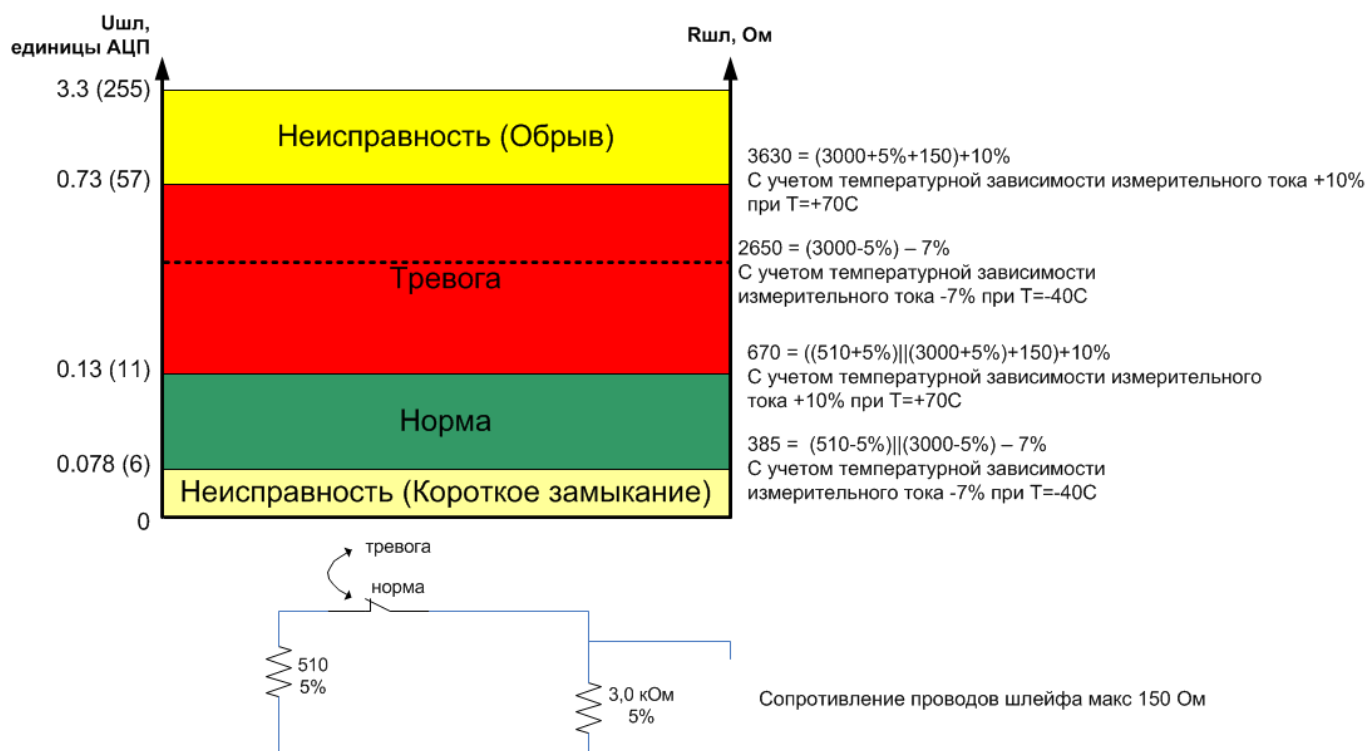 Uшл,
единицы АЦП
Rшл, Ом
3.3 (255)
Неисправность (Обрыв)
3630 = (3000+5%+150)+10%
С учетом температурной зависимости измерительного тока +10%
при Т=+70С
0.73 (57)
2650 = (3000-5%) – 7%
С учетом температурной зависимости
измерительного тока -7% при Т=-40С
Тревога
670 = ((510+5%)||(3000+5%)+150)+10%
С учетом температурной зависимости измерительного
тока +10% при Т=+70С
0.13 (11)
Норма
385 = (510-5%)||(3000-5%) – 7%
С учетом температурной зависимости
измерительного тока -7% при Т=-40С
0.078 (6)
Неисправность (Короткое замыкание)
0
тревога
норма
510
5%
3,0 кОм
5%
Сопротивление проводов шлейфа макс 150 Ом